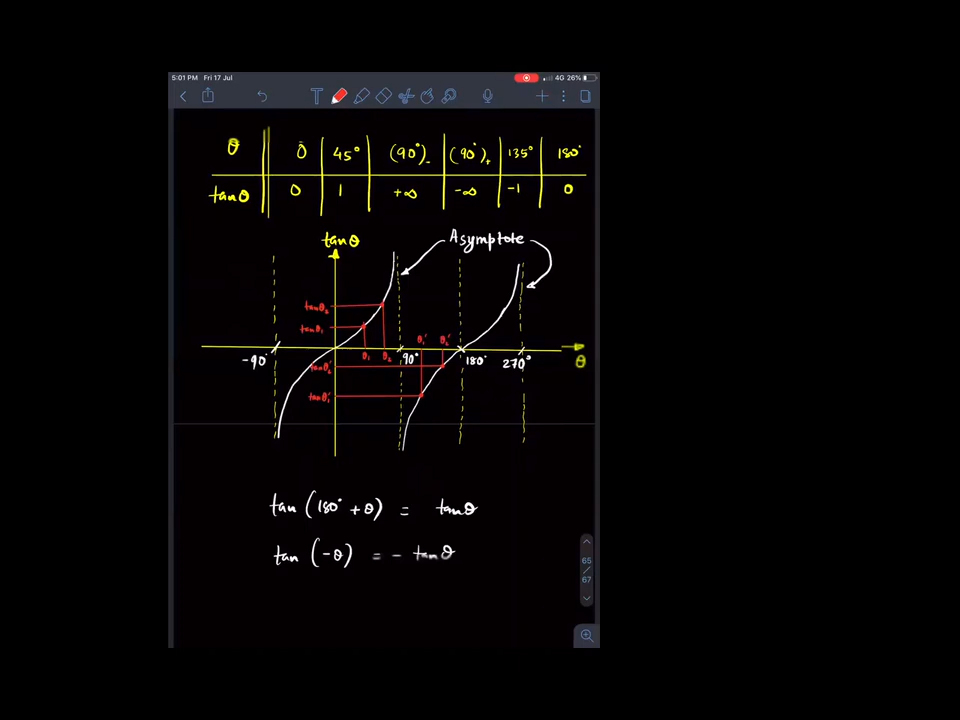 5:01 PM Fri 17 Jul 4G 26%
T
θ 0° 45° (90°)₋ (90°)₊ 135° 180°
tanθ 0 1 +∞ -∞ -1 0
tanθ Asymptote
tanθ₂
tanθ₁ θ₁' θ₂'
-90° θ₁ θ₂ 90° 180° 270° θ
tanθ₂'
tanθ₁'
tan (180° + θ) = tanθ
tan (-θ) = - tanθ
65
/
67